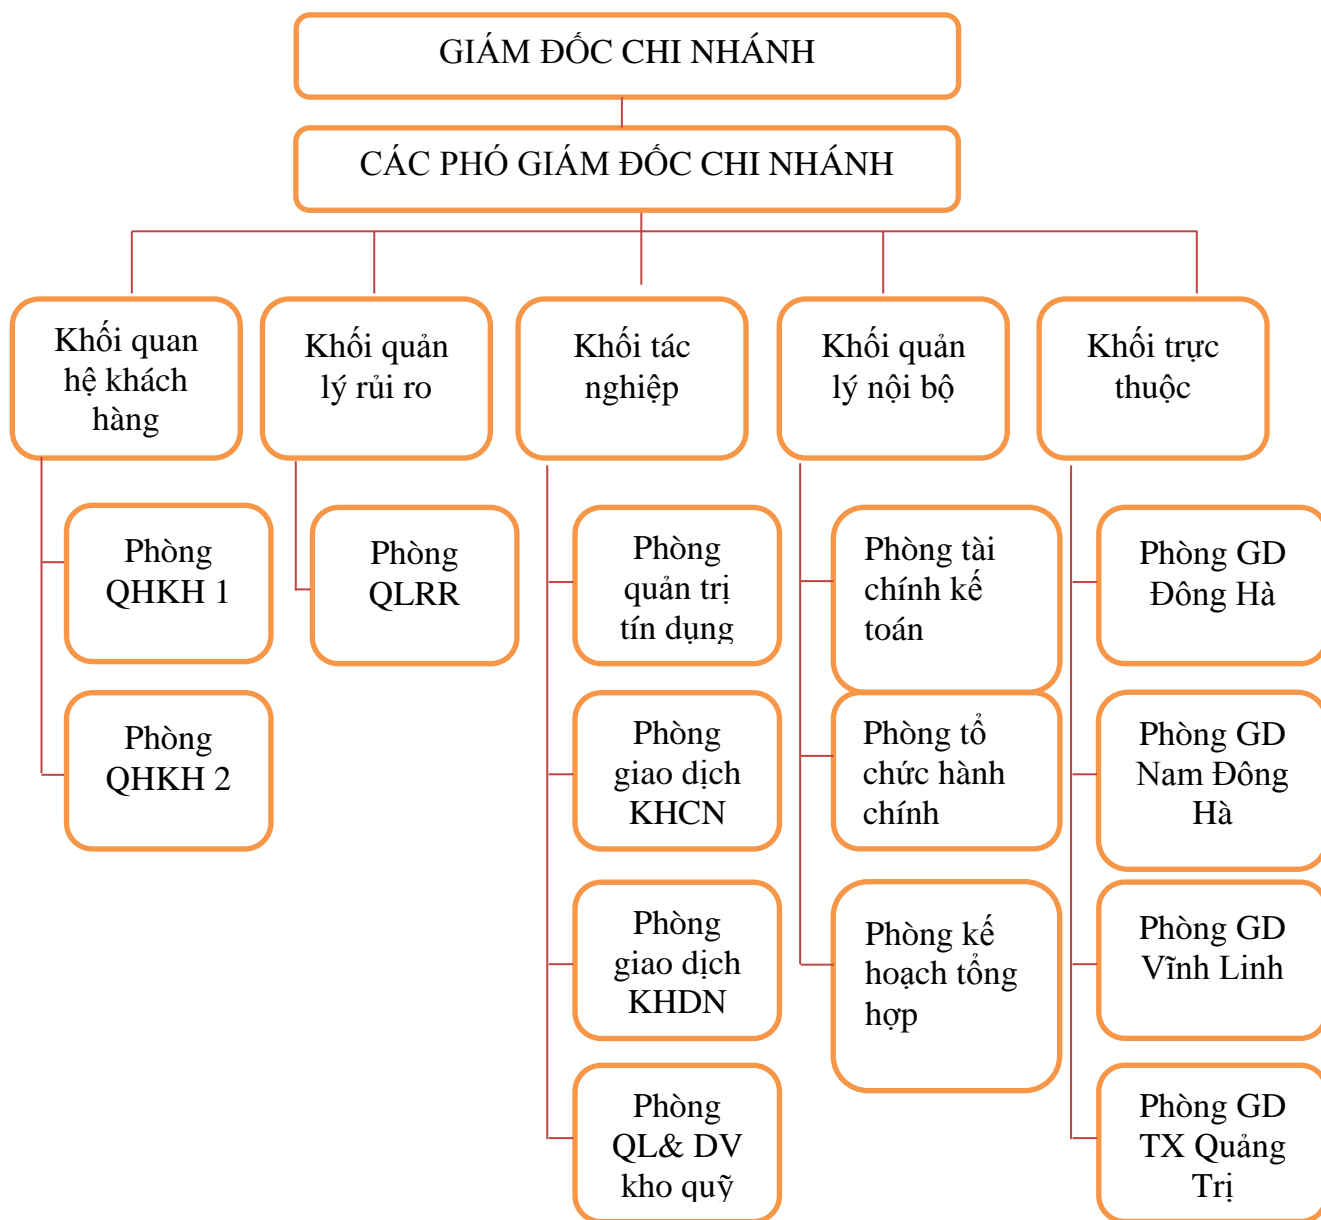 GIÁM ĐỐC CHI NHÁNH
CÁC PHÓ GIÁM ĐỐC CHI NHÁNH
Khối quan
hệ khách
hàng
Khối quản
lý rủi ro
Khối tác
nghiệp
Khối quản
lý nội bộ
Khối trực
thuộc
Phòng
QHKH 1
Phòng
QHKH 2
Phòng
QLRR
Phòng
quản trị
tín dụng
Phòng
giao dịch
KHCN
Phòng
giao dịch
KHDN
Phòng
QL& DV
kho quỹ
Phòng tài
chính kế
toán
Phòng tổ
chức hành
chính
Phòng kế
hoạch tổng
hợp
Phòng GD
Đông Hà
Phòng GD
Nam Đông
Hà
Phòng GD
Vĩnh Linh
Phòng GD
TX Quảng
Trị